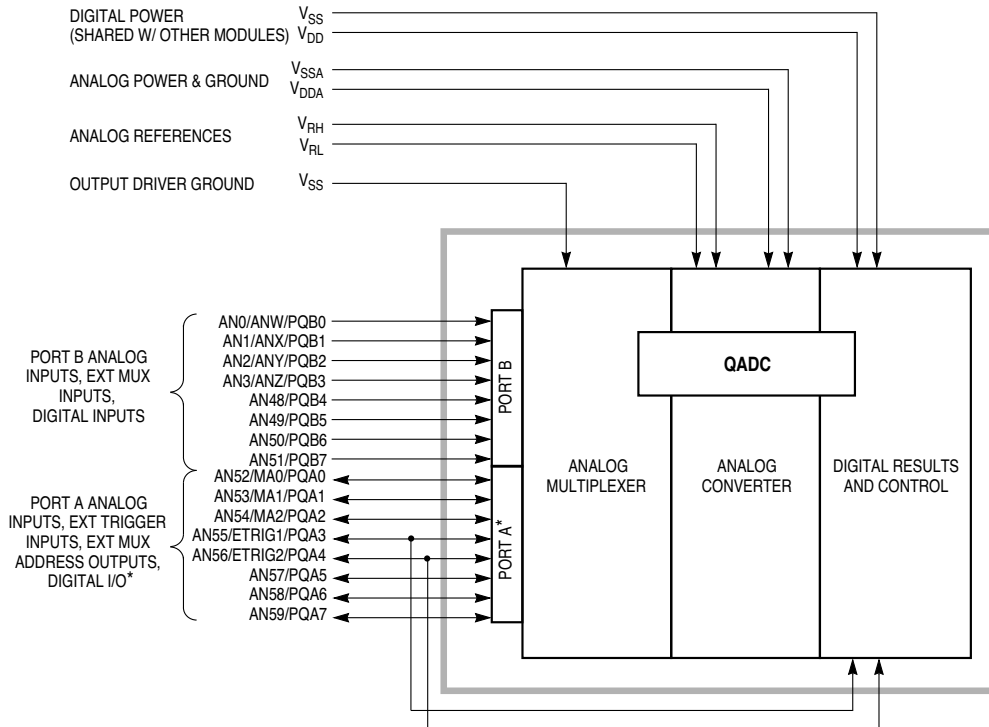 DIGITAL POWER
(SHARED W/ OTHER MODULES)
VSS
VDD
ANALOG POWER & GROUND
VSSA
VDDA
ANALOG REFERENCES
VRH
VRL
OUTPUT DRIVER GROUND
VSS
PORT B ANALOG
INPUTS, EXT MUX
INPUTS,
DIGITAL INPUTS
AN0/ANW/PQB0
AN1/ANX/PQB1
AN2/ANY/PQB2
AN3/ANZ/PQB3
AN48/PQB4
AN49/PQB5
AN50/PQB6
AN51/PQB7
PORT A ANALOG
INPUTS, EXT TRIGGER
INPUTS, EXT MUX
ADDRESS OUTPUTS,
DIGITAL I/O*
AN52/MA0/PQA0
AN53/MA1/PQA1
AN54/MA2/PQA2
AN55/ETRIG1/PQA3
AN56/ETRIG2/PQA4
AN57/PQA5
AN58/PQA6
AN59/PQA7
PORT B
PORT A*
QADC
ANALOG
MULTIPLEXER
ANALOG
CONVERTER
DIGITAL RESULTS
AND CONTROL